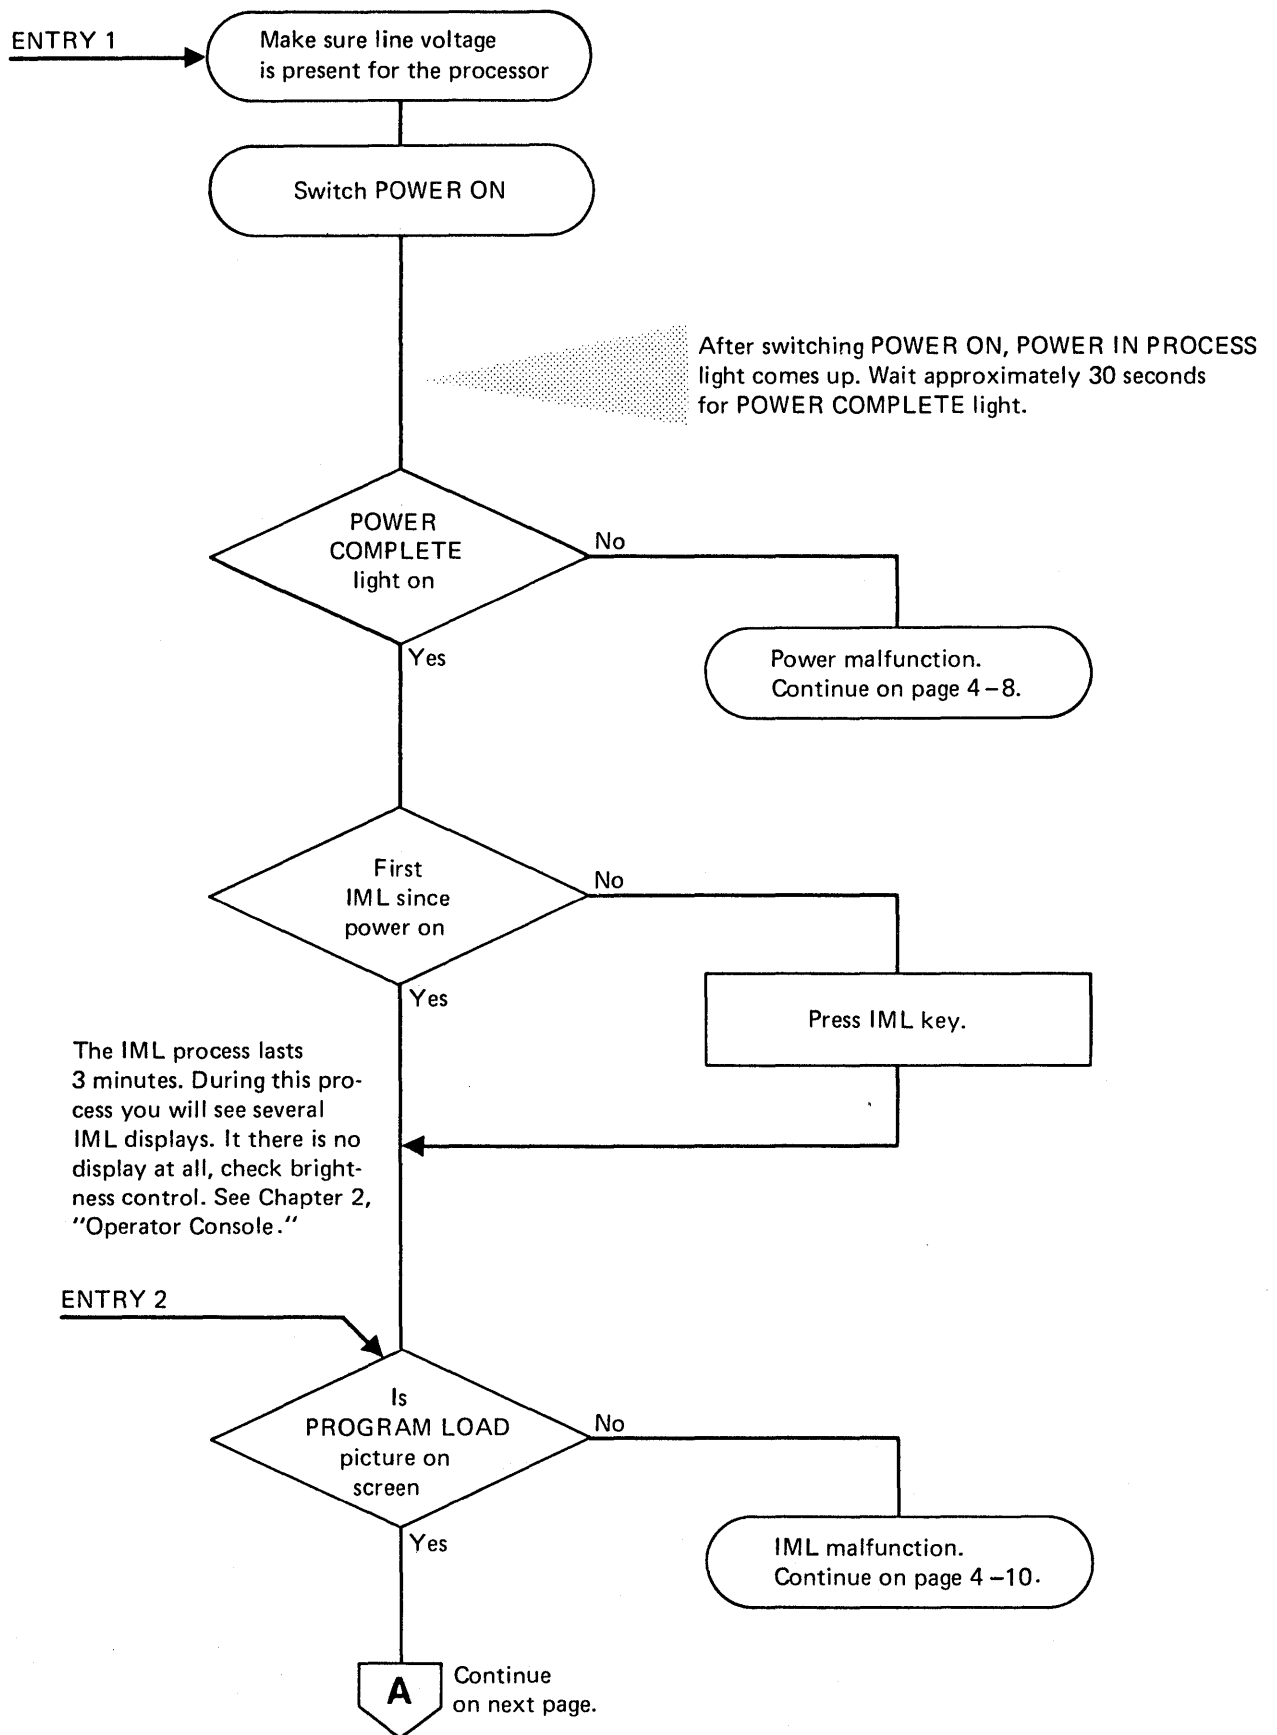 ENTRY 1
Make sure line voltage
is present for the processor
Switch POWER ON
After switching POWER ON, POWER IN PROCESS
light comes up. Wait approximately 30 seconds
for POWER COMPLETE light.
POWER
COMPLETE
light on
No
Yes
Power malfunction.
Continue on page 4–8.
First
IML since
power on
No
Yes
Press IML key.
The IML process lasts
3 minutes. During this pro-
cess you will see several
IML displays. It there is no
display at all, check bright-
ness control. See Chapter 2,
"Operator Console."
ENTRY 2
Is
PROGRAM LOAD
picture on
screen
No
Yes
IML malfunction.
Continue on page 4–10.
A
Continue
on next page.